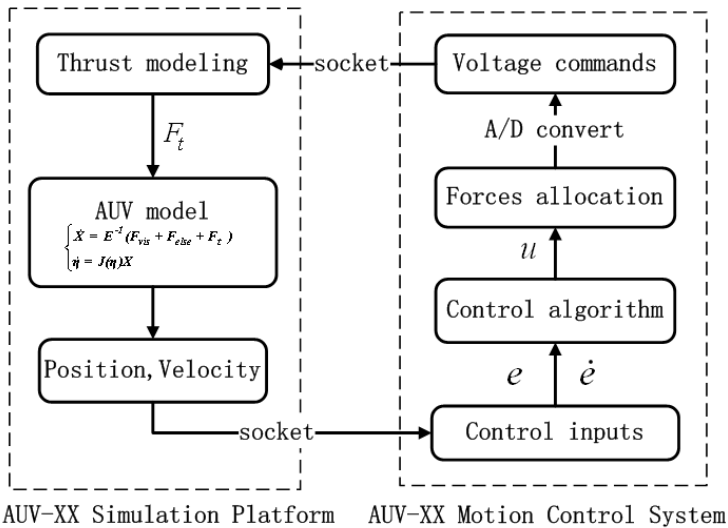 Thrust modeling
socket
Voltage commands
F_t
A/D convert
AUV model
Ẋ = E⁻¹(F_vis + F_else + F_t )
η̇ = J(η)X
Forces allocation
u
Control algorithm
Position,Velocity
e ė
socket
Control inputs
AUV-XX Simulation Platform
AUV-XX Motion Control System